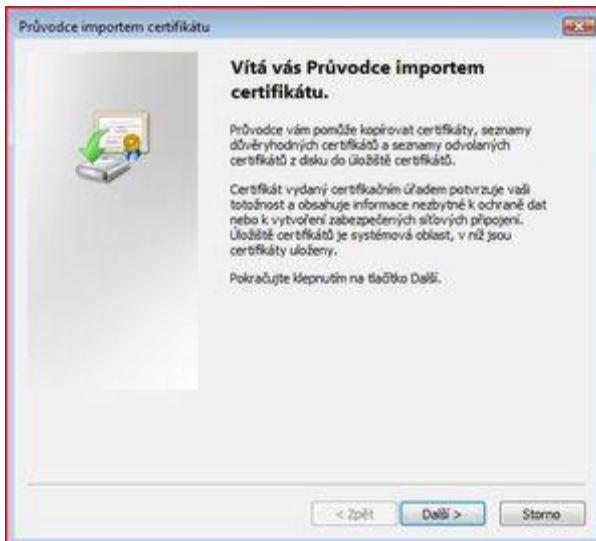 Průvodce importem certifikátu
Vítá vás Průvodce importem
certifikátu.
Průvodce vám pomůže kopírovat certifikáty, seznamy
důvěryhodných certifikátů a seznamy odvolaných
certifikátů z disku do úložiště certifikátů.
Certifikát vydaný certifikačním úřadem potvrzuje vaši
totožnost a obsahuje informace nezbytné k ochraně dat
nebo k vytvoření zabezpečených síťových připojení.
Úložiště certifikátů je systémová oblast, v níž jsou
certifikáty uloženy.
Pokračujte klepnutím na tlačítko Další.
< Zpět
Další >
Storno